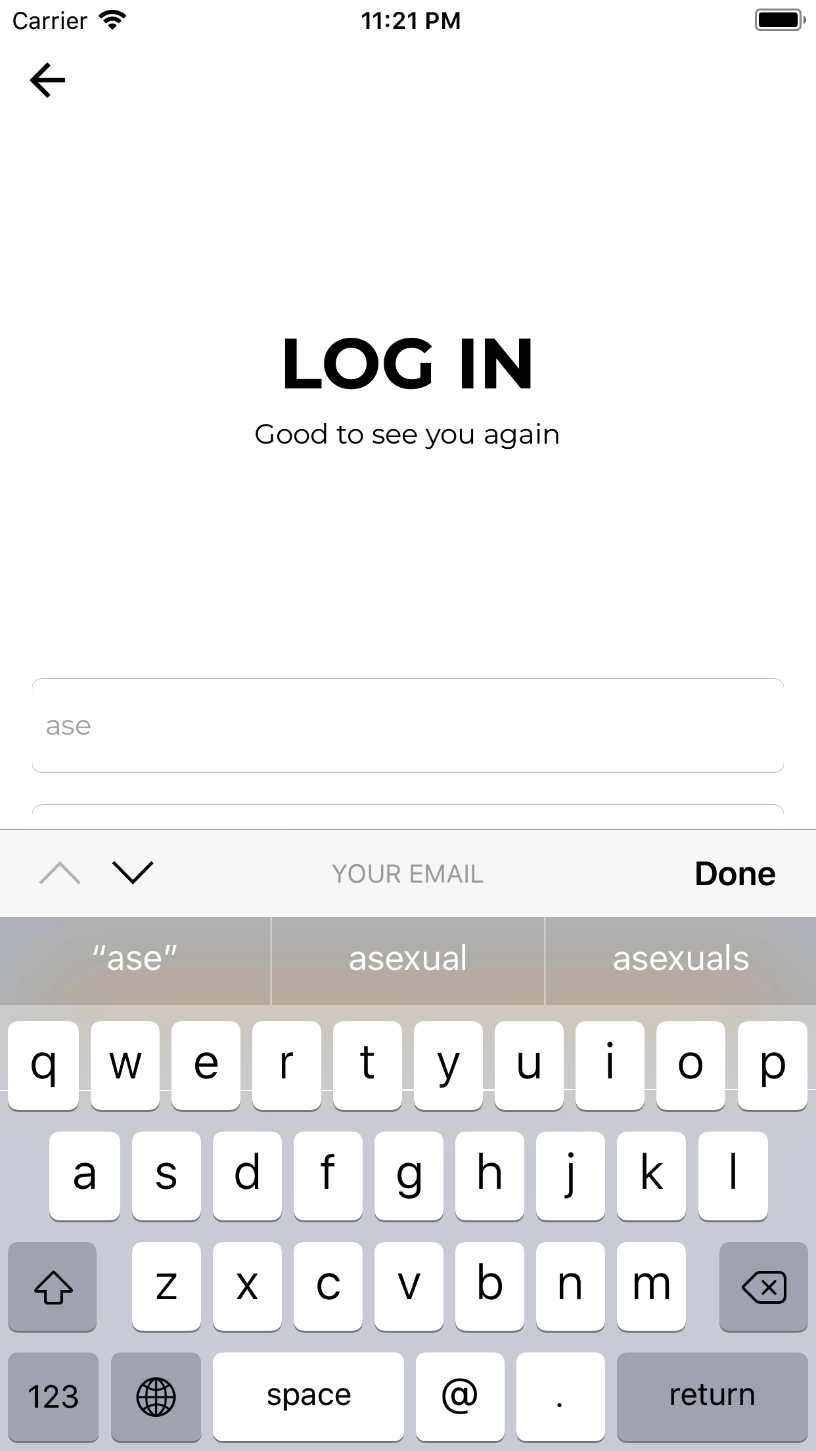 Carrier 11:21 PM
LOG IN
Good to see you again
ase
YOUR EMAIL Done
“ase” asexual asexuals
q w e r t y u i o p
a s d f g h j k l
z x c v b n m
123 space @ . return